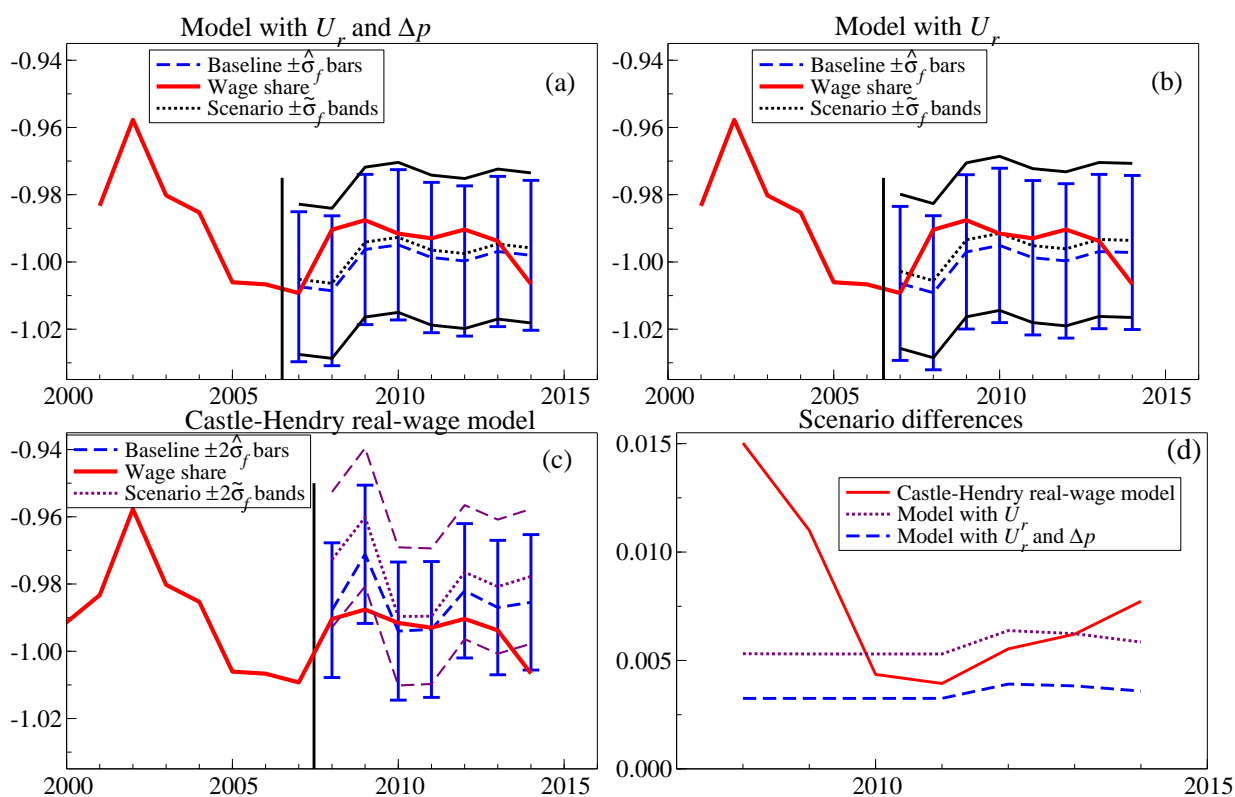 Model with U_r and Δp
-0.94
-0.96
-0.98
-1.00
-1.02
Baseline ±σ̂_f bars
Wage share
Scenario ±σ̃_f bands
(a)
2000 2005 2010 2015
Model with U_r
-0.94
-0.96
-0.98
-1.00
-1.02
Baseline ±σ̂_f bars
Wage share
Scenario ±σ̃_f bands
(b)
2000 2005 2010 2015
Castle-Hendry real-wage model
-0.94
-0.96
-0.98
-1.00
-1.02
Baseline ±2σ̂_f bars
Wage share
Scenario ±2σ̃_f bands
(c)
2000 2005 2010 2015
Scenario differences
0.015
0.010
0.005
0.000
(d)
Castle-Hendry real-wage model
Model with U_r
Model with U_r and Δp
2010 2015